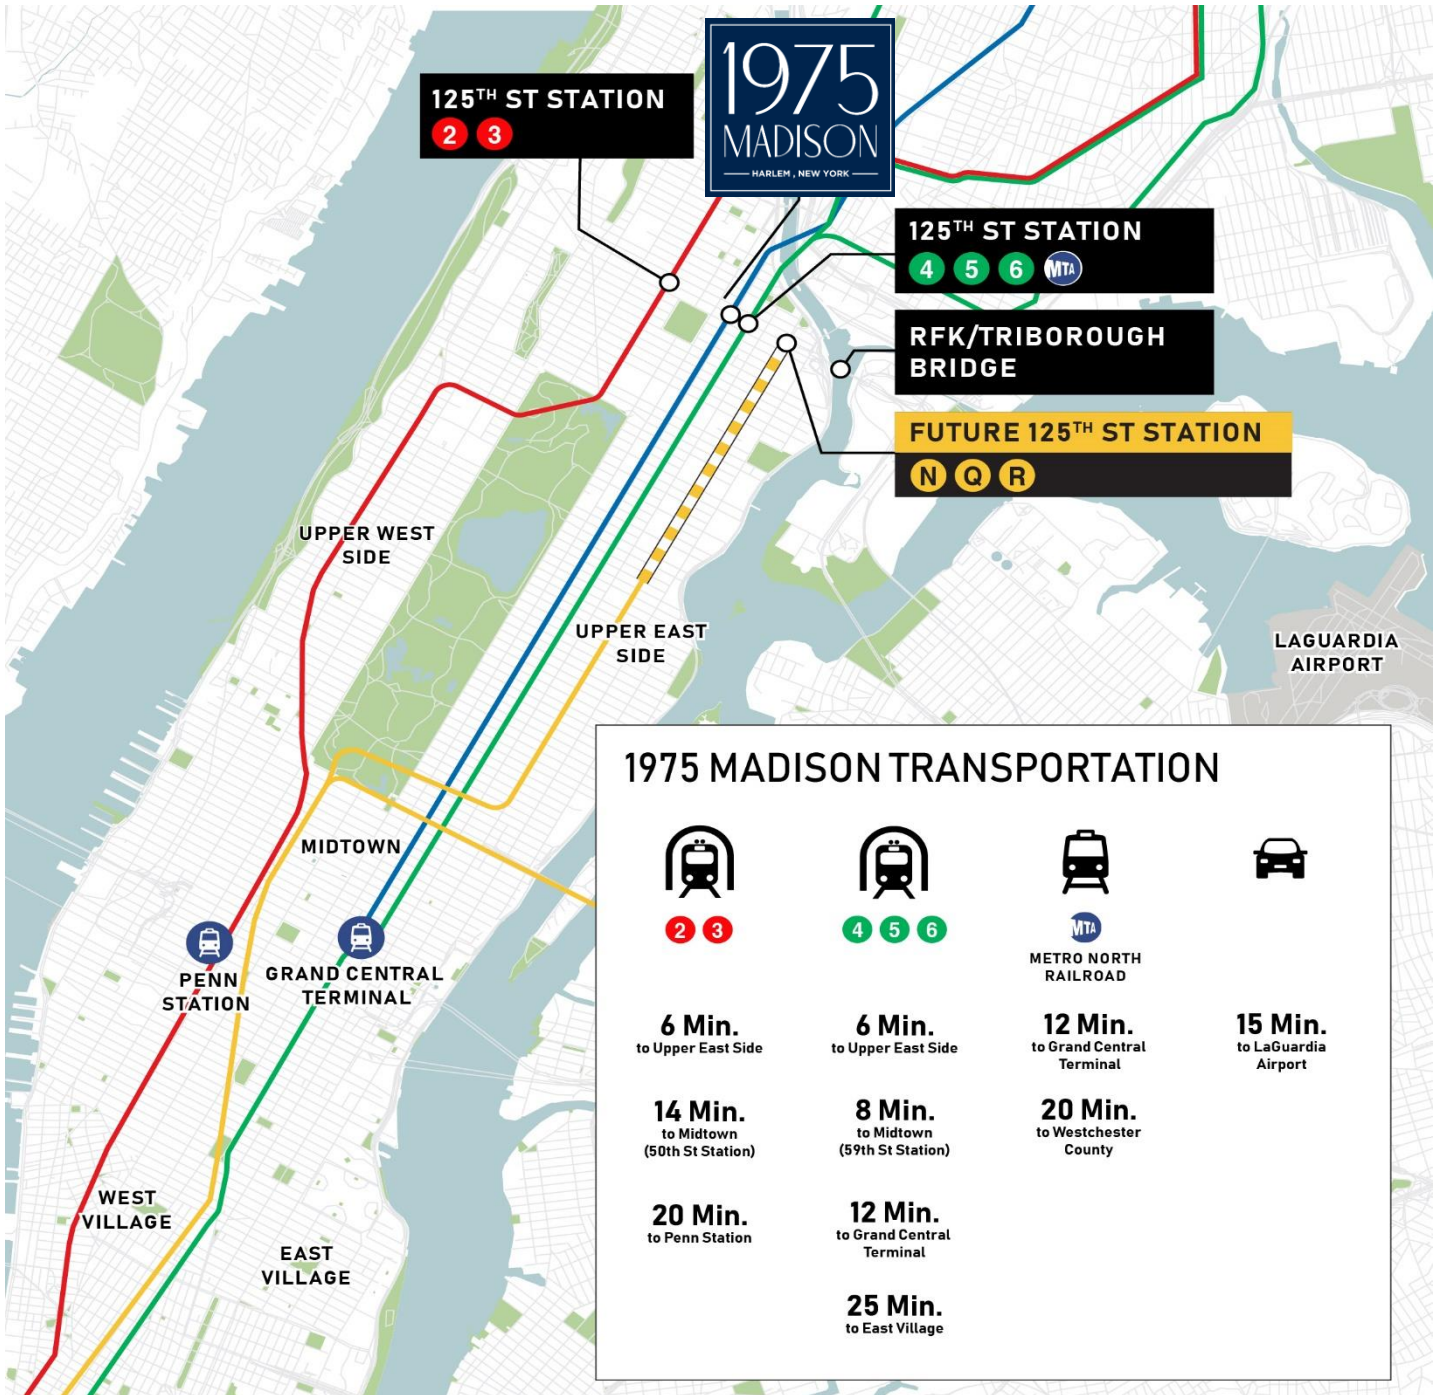 1975
MADISON
HARLEM, NEW YORK
125TH ST STATION
2 3
125TH ST STATION
4 5 6 MTA
RFK/TRIBOROUGH
BRIDGE
FUTURE 125TH ST STATION
N Q R
UPPER WEST
SIDE
UPPER EAST
SIDE
LAGUARDIA
AIRPORT
MIDTOWN
PENN
STATION
GRAND CENTRAL
TERMINAL
WEST
VILLAGE
EAST
VILLAGE
1975 MADISON TRANSPORTATION
2 3
6 Min.
to Upper East Side
14 Min.
to Midtown
(50th St Station)
20 Min.
to Penn Station
4 5 6
6 Min.
to Upper East Side
8 Min.
to Midtown
(59th St Station)
12 Min.
to Grand Central
Terminal
25 Min.
to East Village
MTA
METRO NORTH
RAILROAD
12 Min.
to Grand Central
Terminal
20 Min.
to Westchester
County
15 Min.
to LaGuardia
Airport